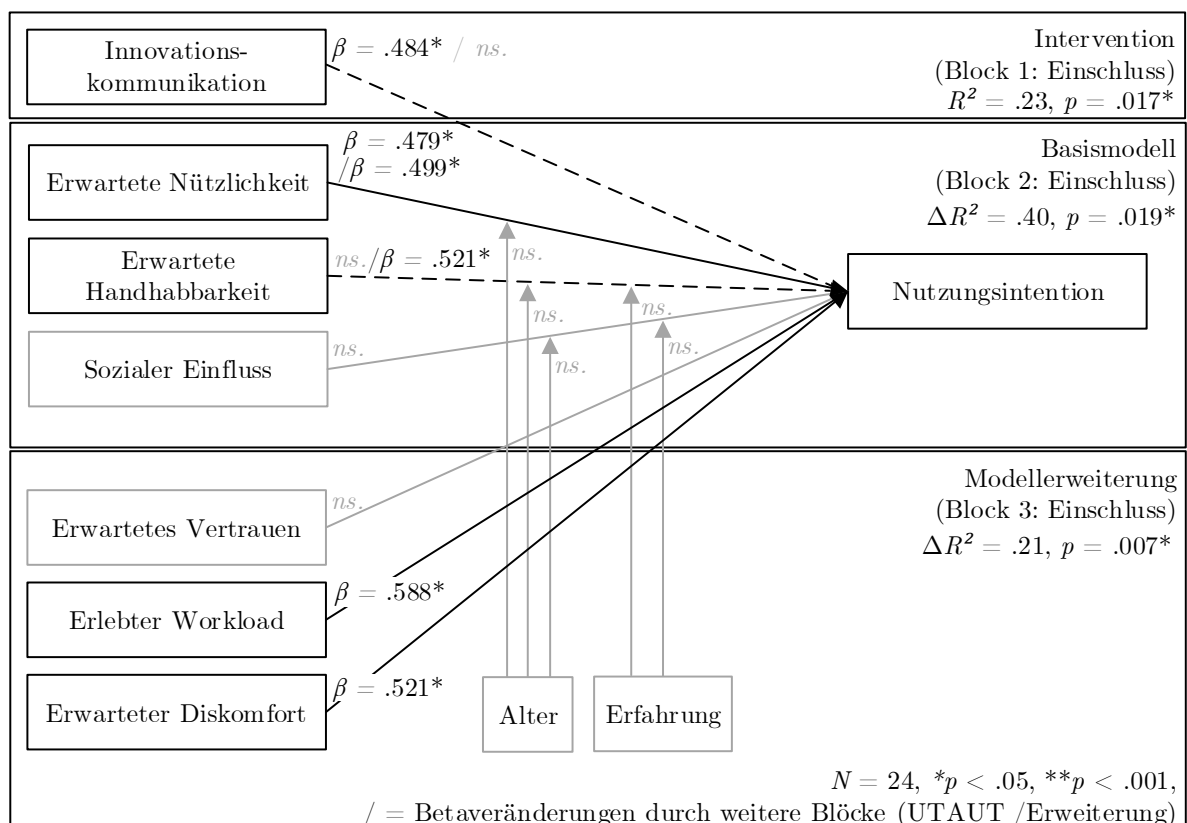 Innovations-
kommunikation
β = .484* / ns.
Intervention
(Block 1: Einschluss)
R² = .23, p = .017*
Erwartete Nützlichkeit
β = .479*
/β = .499*
Basismodell
(Block 2: Einschluss)
ΔR² = .40, p = .019*
Erwartete
Handhabbarkeit
ns./β = .521*
ns.
ns.
ns.
Nutzungsintention
Sozialer Einfluss
ns.
ns.
ns.
Modellerweiterung
(Block 3: Einschluss)
ΔR² = .21, p = .007*
Erwartetes Vertrauen
ns.
Erlebter Workload
β = .588*
Erwarteter Diskomfort
β = .521*
Alter
Erfahrung
N = 24, *p < .05, **p < .001,
/ = Betaveränderungen durch weitere Blöcke (UTAUT /Erweiterung)